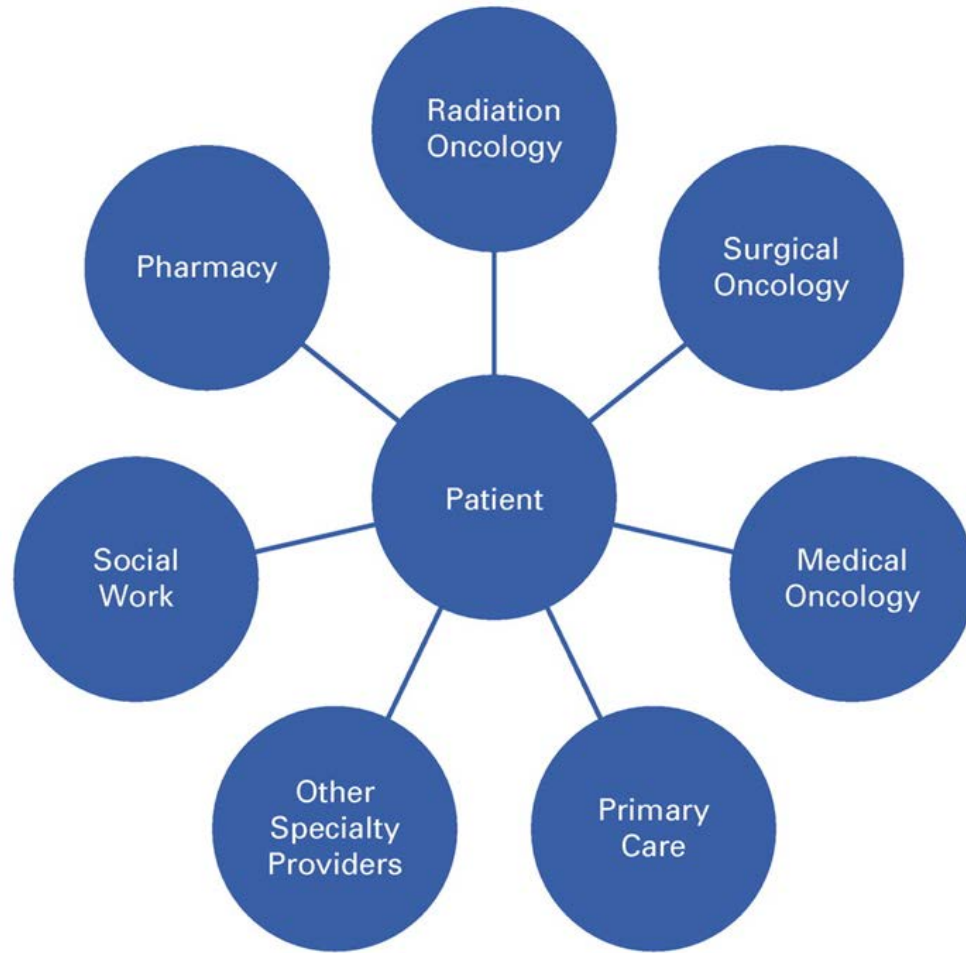 Radiation
Oncology
Surgical
Oncology
Medical
Oncology
Primary
Care
Other
Specialty
Providers
Social
Work
Pharmacy
Patient